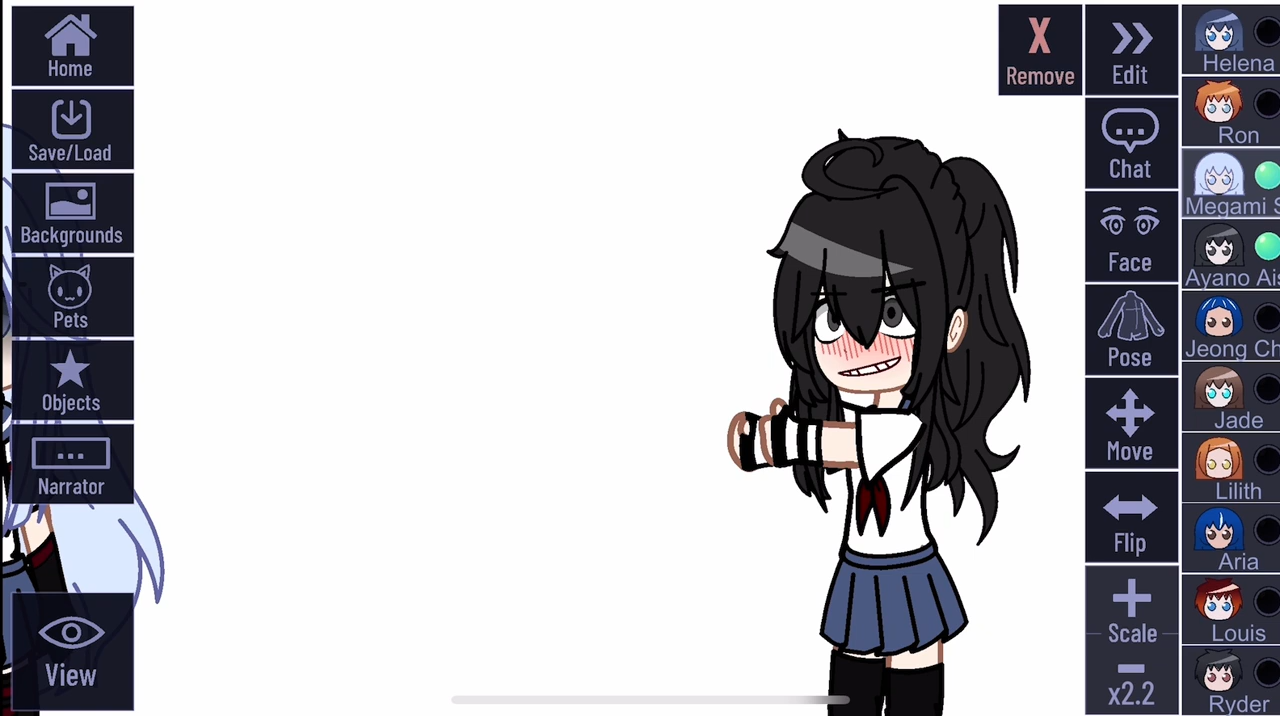 Home
Save/Load
Backgrounds
Pets
Objects
...
Narrator
View
X
Remove
Edit
...
Chat
Face
Pose
Move
Flip
Scale
x2.2
Helena
Ron
Megami S
Ayano Ais
Jeong Ch
Jade
Lilith
Aria
Louis
Ryder